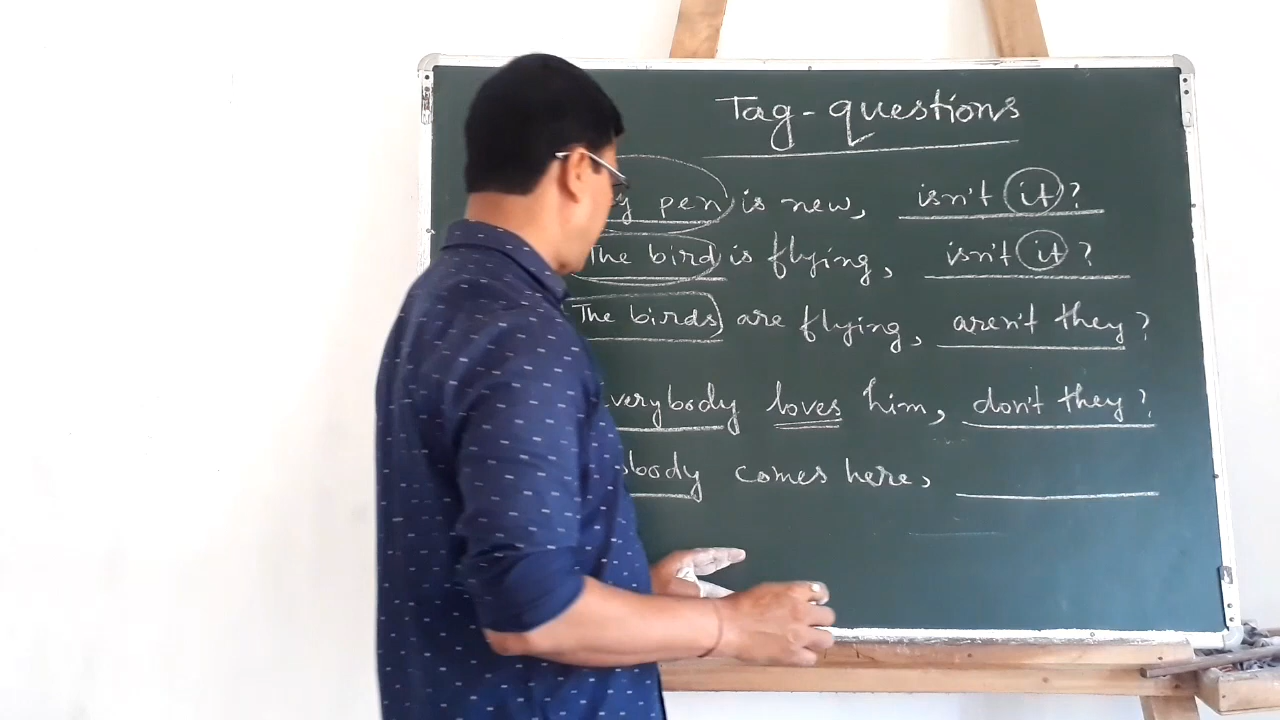 Tag-questions
pen is new, isn't it?
The bird is flying, isn't it?
The birds are flying, aren't they?
verybody loves him, don't they?
body comes here,